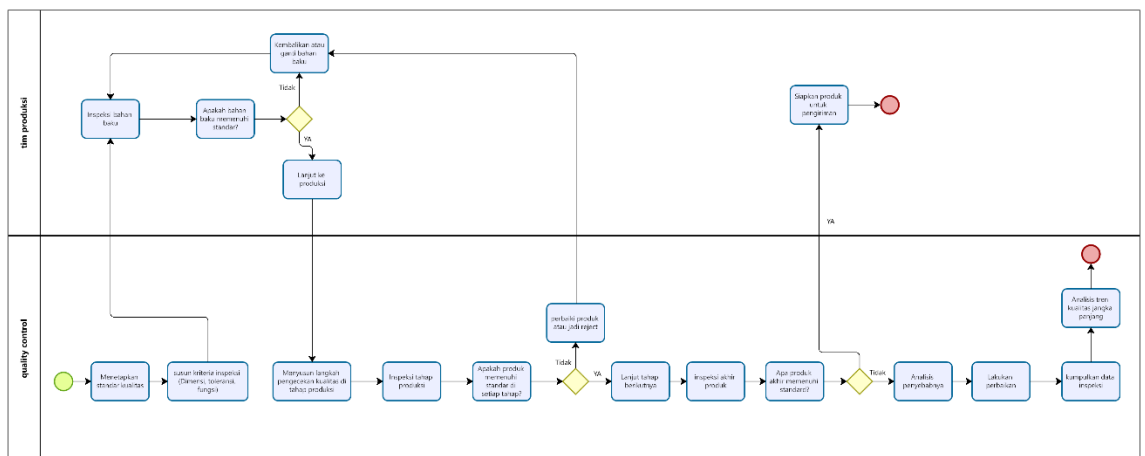 tim produksi
Kembalikan atau
ganti bahan
baku
Tidak
Inspeksi bahan
baku
Apakah bahan
baku memenuhi
standar?
YA
Lanjut ke
produksi
Siapkan produk
untuk
pengiriman
YA
quality control
Menetapkan
standar kualitas
susun kriteria inspeksi
(Dimensi, toleransi,
fungsi)
Menyusun langkah
pengecekan kualitas di
tahap produksi
Inspeksi tahap
produksi
Apakah produk
memenuhi
standar di
setiap tahap?
perbaiki produk
atau jadi reject
Tidak
YA
Lanjut tahap
berikutnya
inspeksi akhir
produk
Apa produk
akhir memenuhi
standard?
Tidak
Analisis
penyebabnya
Lakukan
perbaikan
kumpulkan data
inspeksi
Analisis tren
kualitas jangka
panjang